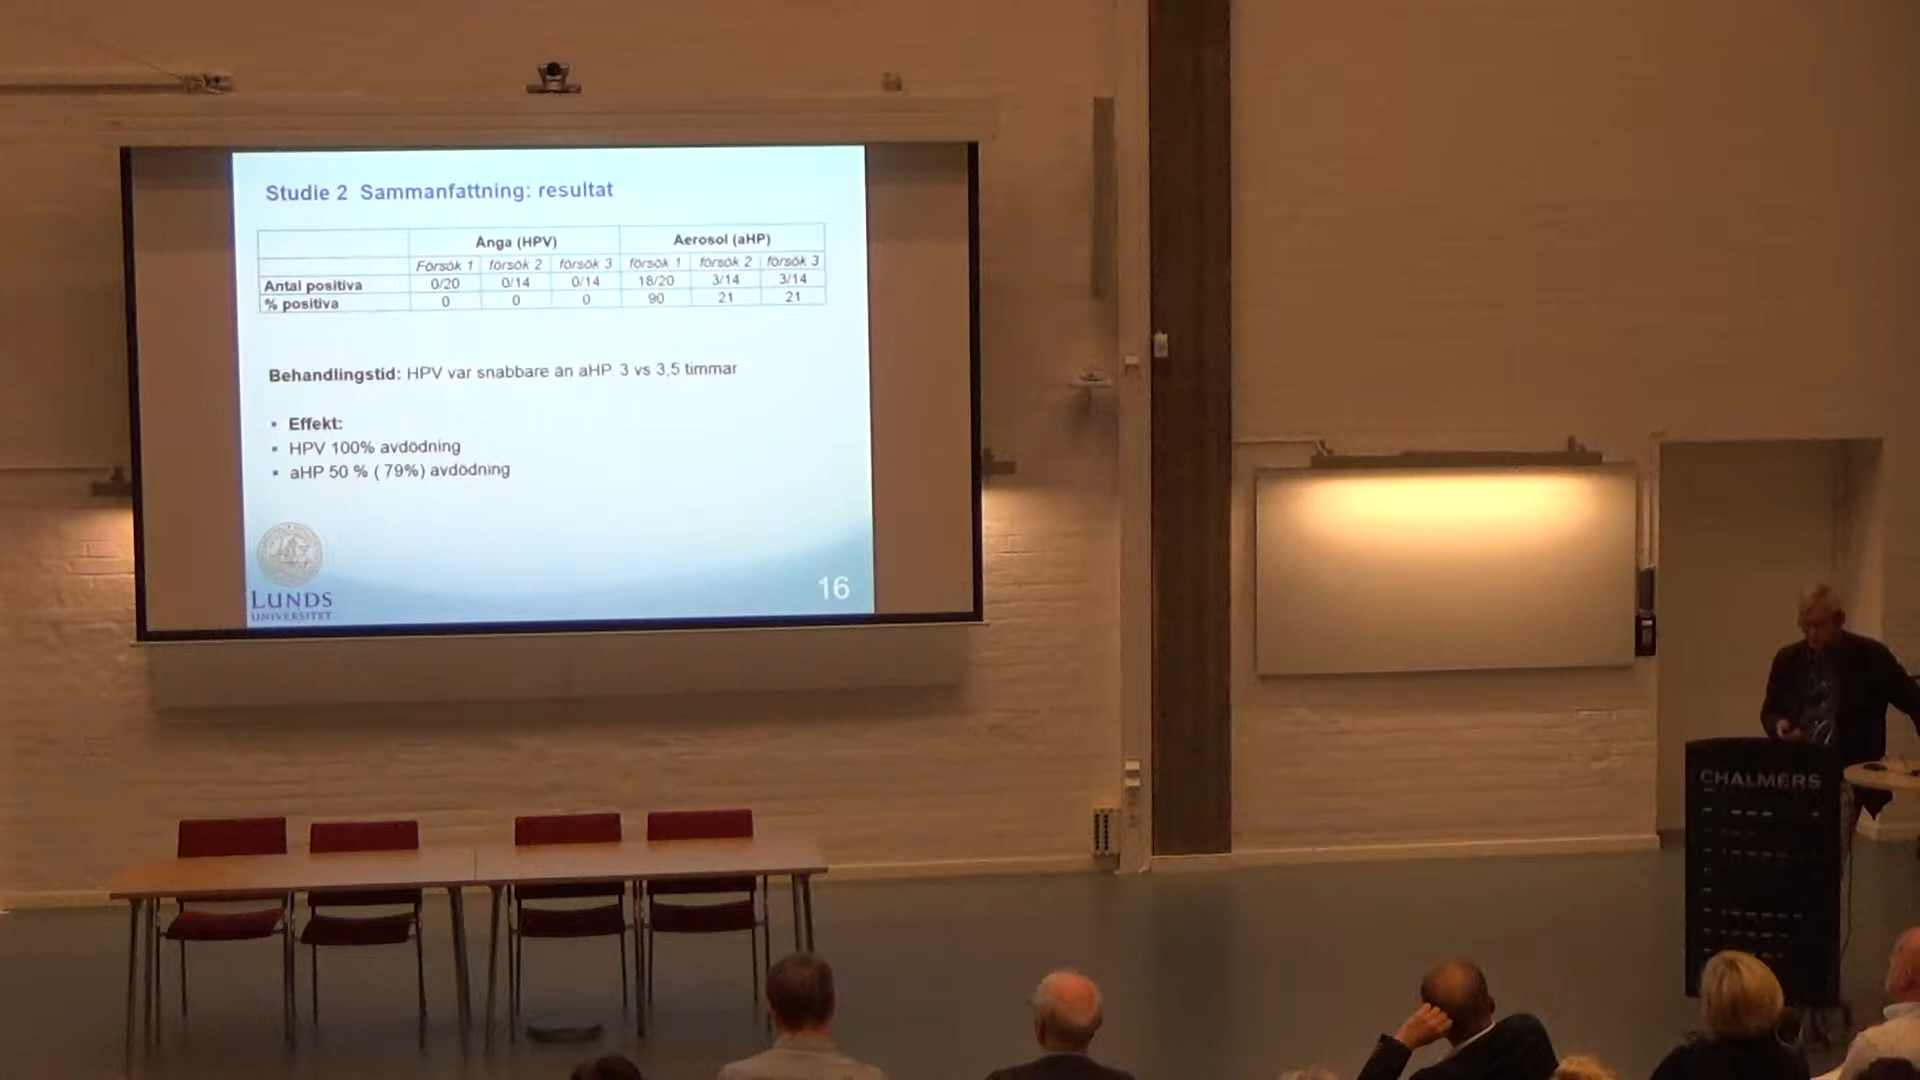 Studie 2 Sammanfattning: resultat
Ånga (HPV) Aerosol (aHP)
Försök 1 försök 2 försök 3 försök 1 försök 2 försök 3
Antal positiva 0/20 0/14 0/14 18/20 3/14 3/14
% positiva 0 0 0 90 21 21
Behandlingstid: HPV var snabbare än aHP. 3 vs 3,5 timmar
▪ Effekt:
▪ HPV 100% avdödning
▪ aHP 50 % ( 79%) avdödning
LUNDS
UNIVERSITET
16
CHALMERS